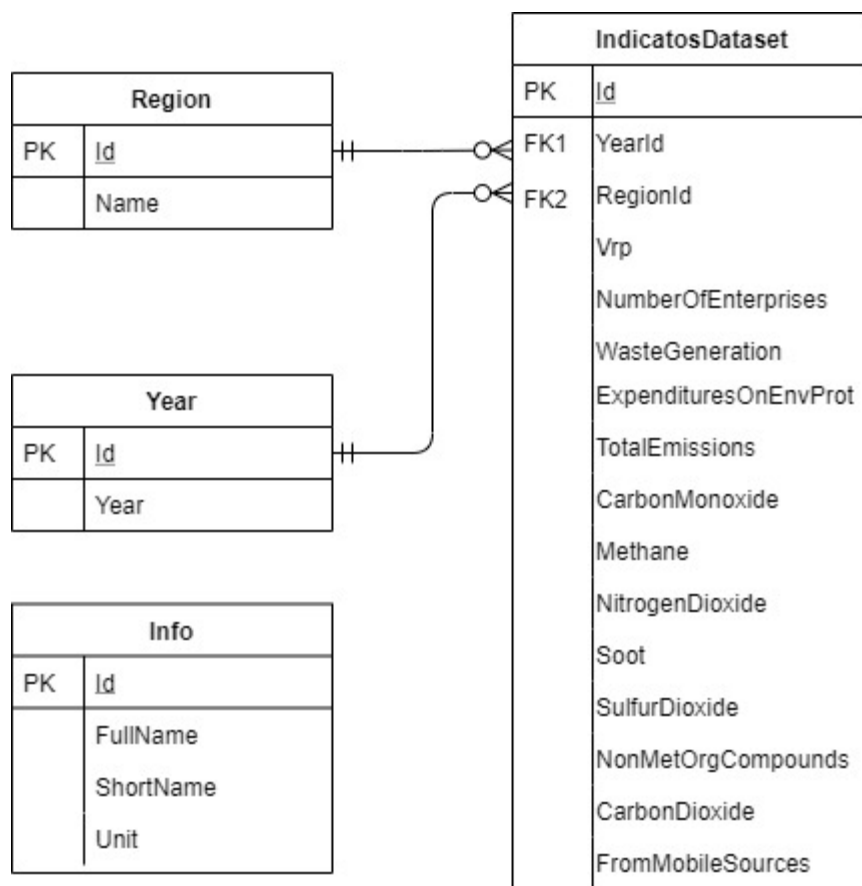 Region
PK Id
Name
Year
PK Id
Year
Info
PK Id
FullName
ShortName
Unit
IndicatosDataset
PK Id
FK1 YearId
FK2 RegionId
Vrp
NumberOfEnterprises
WasteGeneration
ExpendituresOnEnvProt
TotalEmissions
CarbonMonoxide
Methane
NitrogenDioxide
Soot
SulfurDioxide
NonMetOrgCompounds
CarbonDioxide
FromMobileSources